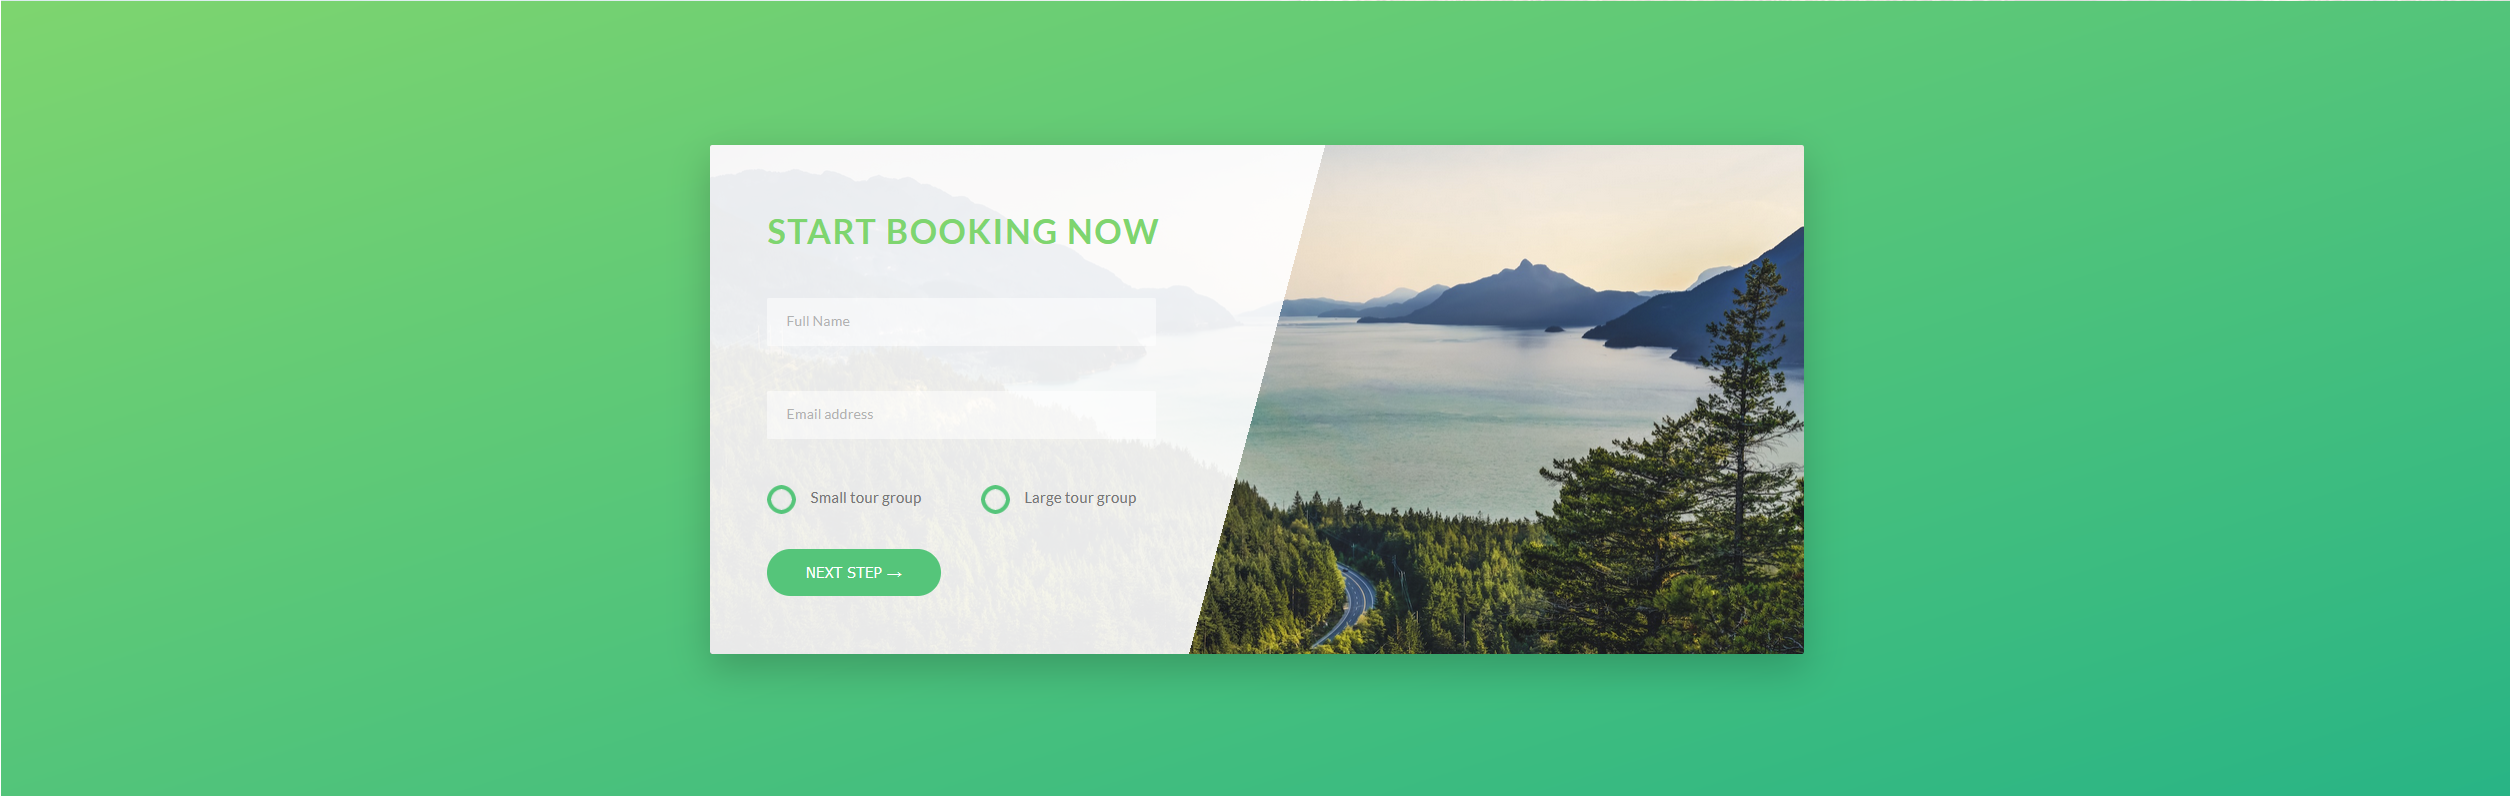 START BOOKING NOW
Full Name
Email address
Small tour group
Large tour group
NEXT STEP →